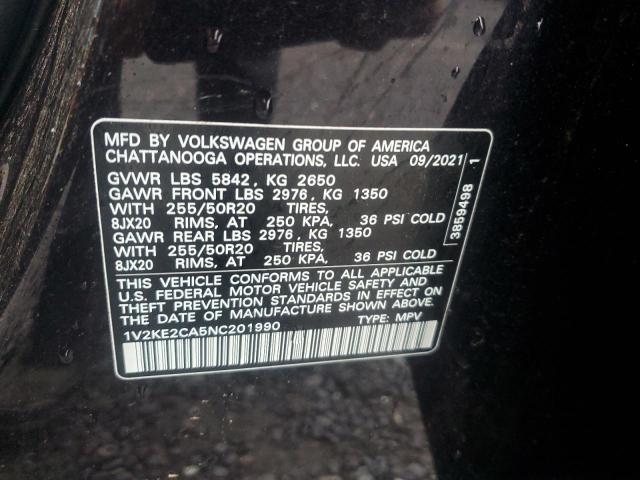 MFD BY VOLKSWAGEN GROUP OF AMERICA
CHATTANOOGA OPERATIONS, LLC. USA 09/2021
GVWR LBS 5842, KG 2650
GAWR FRONT LBS 2976, KG 1350
WITH 255/50R20 TIRES,
8JX20 RIMS, AT 250 KPA, 36 PSI COLD
GAWR REAR LBS 2976, KG 1350
WITH 255/50R20 TIRES,
8JX20 RIMS, AT 250 KPA, 36 PSI COLD
THIS VEHICLE CONFORMS TO ALL APPLICABLE
U.S. FEDERAL MOTOR VEHICLE SAFETY AND
THEFT PREVENTION STANDARDS IN EFFECT ON
THE DATE OF MANUFACTURE SHOWN ABOVE.
1V2KE2CA5NC201990 TYPE: MPV
3859498 1